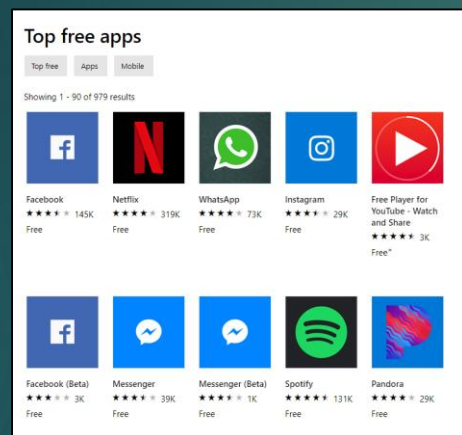 Top free apps
Top free Apps Mobile
Showing 1 - 90 of 979 results
Facebook
145K
Free
Netflix
319K
Free
WhatsApp
73K
Free
Instagram
29K
Free
Free Player for
YouTube - Watch
and Share
3K
Free*
Facebook (Beta)
3K
Free
Messenger
39K
Free
Messenger (Beta)
1K
Free
Spotify
131K
Free
Pandora
29K
Free